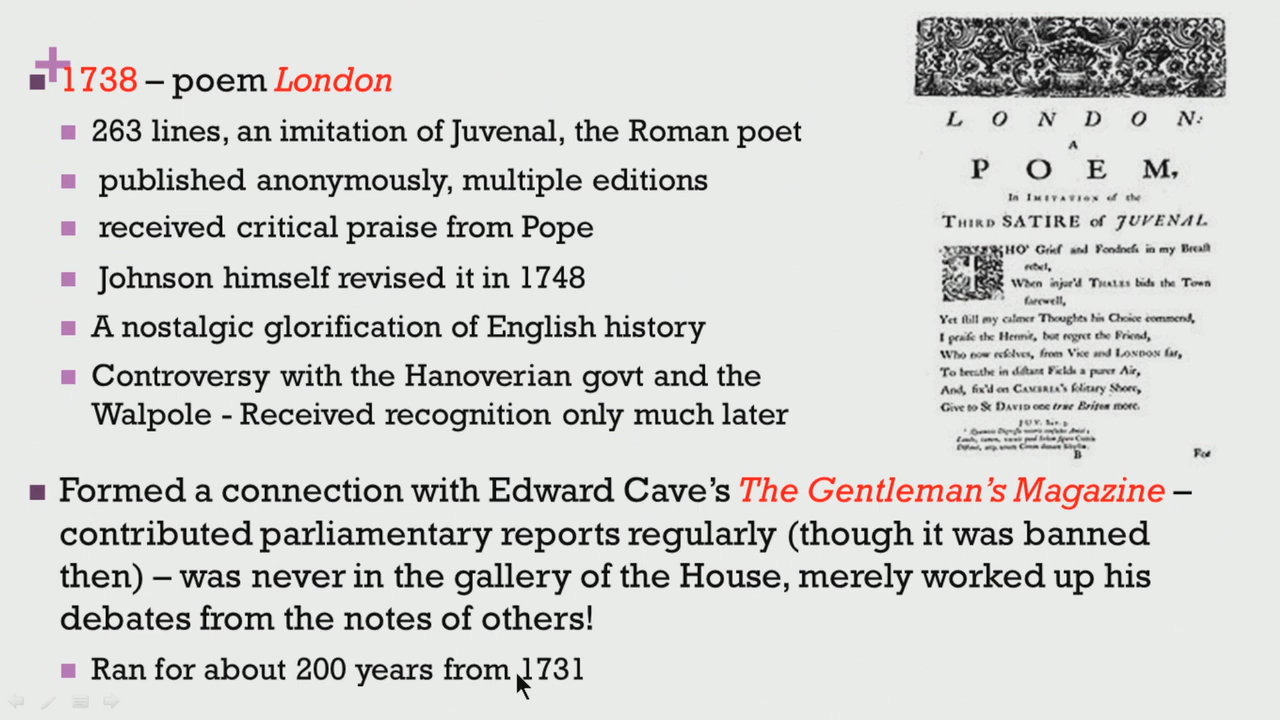 1738 – poem London
263 lines, an imitation of Juvenal, the Roman poet
published anonymously, multiple editions
received critical praise from Pope
Johnson himself revised it in 1748
A nostalgic glorification of English history
Controversy with the Hanoverian govt and the
Walpole - Received recognition only much later
Formed a connection with Edward Cave's The Gentleman's Magazine –
contributed parliamentary reports regularly (though it was banned
then) – was never in the gallery of the House, merely worked up his
debates from the notes of others!
Ran for about 200 years from 1731
LONDON:
A
POEM,
In IMITATION of the
THIRD SATIRE of JUVENAL
THO' Grief and Fondness in my Breast
rebel,
When injur'd THALES bids the Town
farewell,
Yet still my calmer Thoughts his Choice commend,
I praise the Hermit, but regret the Friend,
Who now resolves, from Vice and LONDON far,
To breathe in distant Fields a purer Air,
And, fix'd on CAMBRIA's solitary Shore,
Give to St DAVID one true Briton more.
B
For